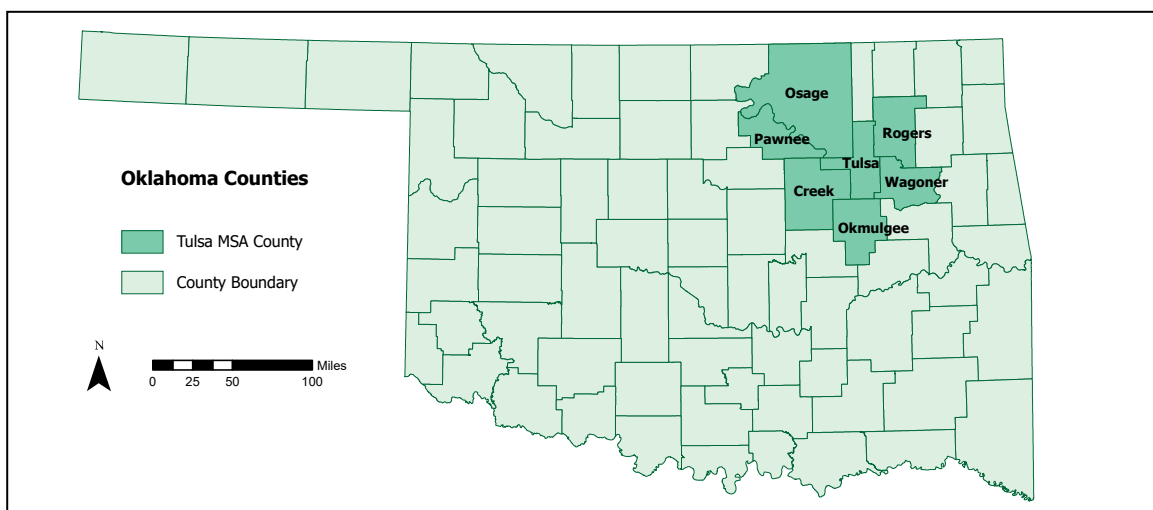 Osage
Pawnee
Rogers
Tulsa
Wagoner
Creek
Okmulgee
Oklahoma Counties
Tulsa MSA County
County Boundary
N
Miles
0 25 50 100